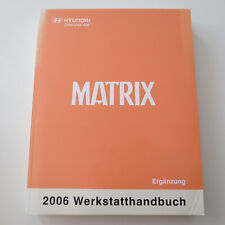 HYUNDAI
MATRIX
Ergänzung
2006 Werkstatthandbuch